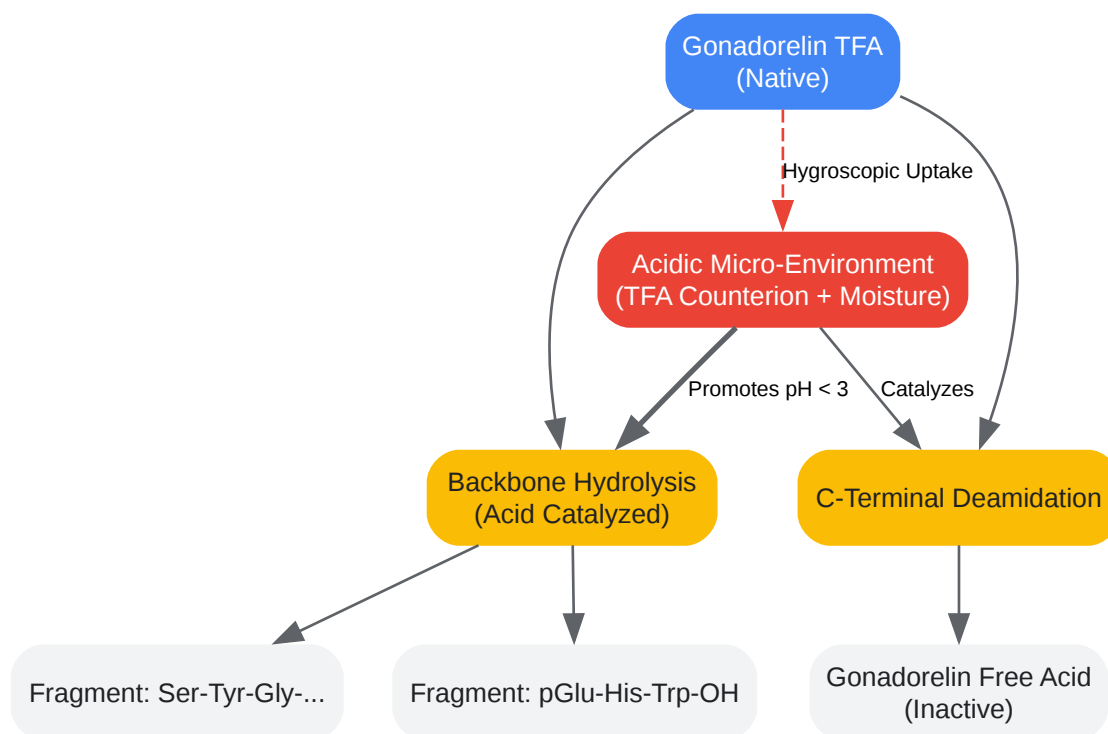 Gonadorelin TFA
(Native)
Hygroscopic Uptake
Acidic Micro-Environment
(TFA Counterion + Moisture)
Promotes pH < 3
Catalyzes
Backbone Hydrolysis
(Acid Catalyzed)
C-Terminal Deamidation
Fragment: Ser-Tyr-Gly-...
Fragment: pGlu-His-Trp-OH
Gonadorelin Free Acid
(Inactive)